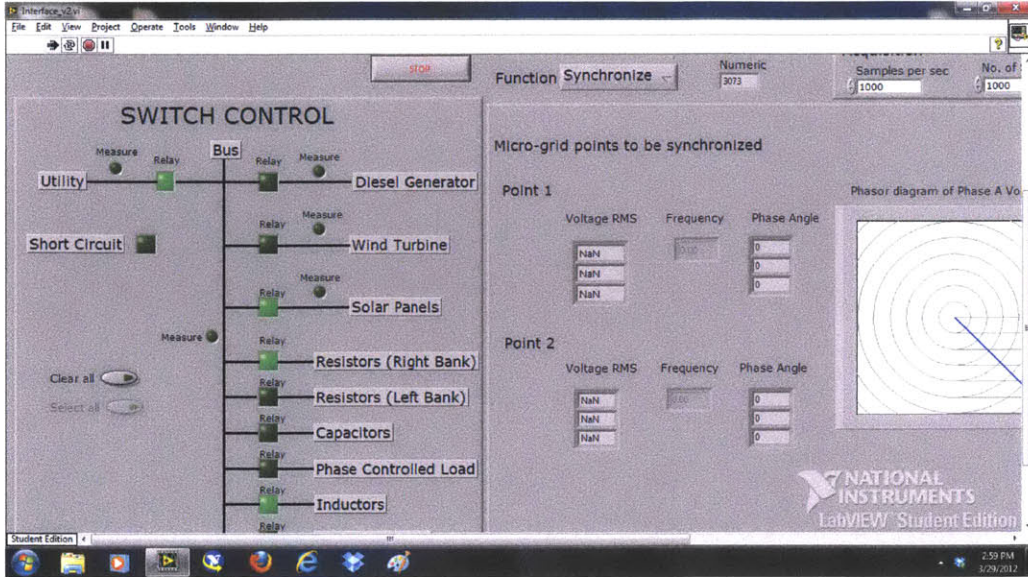 Interface_v2.vi
File Edit View Project Operate Tools Window Help
STOP
Function Synchronize
Numeric
3073
Samples per sec
1000
No. of
1000
SWITCH CONTROL
Measure
Relay
Bus
Relay
Measure
Utility
Diesel Generator
Measure
Relay
Short Circuit
Wind Turbine
Measure
Relay
Solar Panels
Measure
Relay
Resistors (Right Bank)
Clear all
Relay
Resistors (Left Bank)
Select all
Relay
Capacitors
Relay
Phase Controlled Load
Relay
Inductors
Relay
Micro-grid points to be synchronized
Point 1
Phasor diagram of Phase A Vo
Voltage RMS Frequency Phase Angle
NaN 0.00 0
NaN 0
NaN 0
Point 2
Voltage RMS Frequency Phase Angle
NaN 0.00 0
NaN 0
NaN 0
NATIONAL
INSTRUMENTS
LabVIEW Student Edition
Student Edition
2:59 PM
3/29/2012